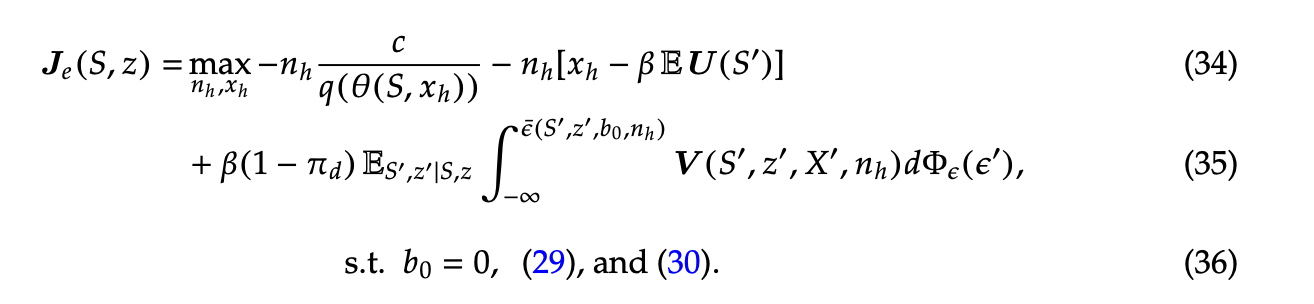 J_e(S, z) = max_{n_h, x_h} −n_h \frac{c}{q(θ(S, x_h))} − n_h[x_h − β 𝔼 U(S′)] (34)
+ β(1 − π_d) 𝔼_{S′,z′|S,z} ∫_{−∞}^{ϵ̄(S′,z′,b_0,n_h)} V(S′, z′, X′, n_h)dΦ_ϵ(ϵ′), (35)
s.t. b_0 = 0, (29), and (30). (36)